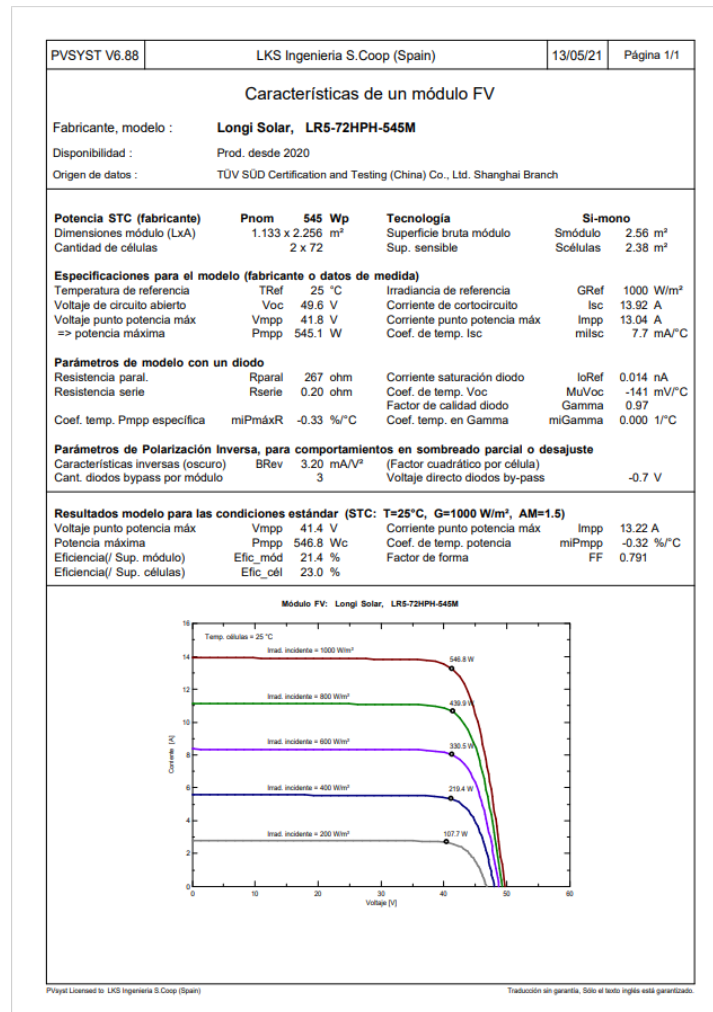 PVSYST V6.88 LKS Ingenieria S.Coop (Spain) 13/05/21 Página 1/1
Características de un módulo FV
Fabricante, modelo : Longi Solar, LR5-72HPH-545M
Disponibilidad : Prod. desde 2020
Origen de datos : TÜV SÜD Certification and Testing (China) Co., Ltd. Shanghai Branch
Potencia STC (fabricante) Pnom 545 Wp Tecnología Si-mono
Dimensiones módulo (LxA) 1.133 x 2.256 m² Superficie bruta módulo Smódulo 2.56 m²
Cantidad de células 2 x 72 Sup. sensible Scélulas 2.38 m²
Especificaciones para el modelo (fabricante o datos de medida)
Temperatura de referencia TRef 25 °C Irradiancia de referencia GRef 1000 W/m²
Voltaje de circuito abierto Voc 49.6 V Corriente de cortocircuito Isc 13.92 A
Voltaje punto potencia máx Vmpp 41.8 V Corriente punto potencia máx Impp 13.04 A
=> potencia máxima Pmpp 545.1 W Coef. de temp. Isc miIsc 7.7 mA/°C
Parámetros de modelo con un diodo
Resistencia paral. Rparal 267 ohm Corriente saturación diodo IoRef 0.014 nA
Resistencia serie Rserie 0.20 ohm Coef. de temp. Voc MuVoc -141 mV/°C
Factor de calidad diodo Gamma 0.97
Coef. temp. Pmpp específica miPmáxR -0.33 %/°C Coef. temp. en Gamma miGamma 0.000 1/°C
Parámetros de Polarización Inversa, para comportamientos en sombreado parcial o desajuste
Características inversas (oscuro) BRev 3.20 mA/V² (Factor cuadrático por célula)
Cant. diodos bypass por módulo 3 Voltaje directo diodos by-pass -0.7 V
Resultados modelo para las condiciones estándar (STC: T=25°C, G=1000 W/m², AM=1.5)
Voltaje punto potencia máx Vmpp 41.4 V Corriente punto potencia máx Impp 13.22 A
Potencia máxima Pmpp 546.8 Wc Coef. de temp. potencia miPmpp -0.32 %/°C
Eficiencia(/ Sup. módulo) Efic_mód 21.4 % Factor de forma FF 0.791
Eficiencia(/ Sup. células) Efic_cél 23.0 %
Módulo FV: Longi Solar, LR5-72HPH-545M
16
Temp. células = 25 °C
Irrad. incidente = 1000 W/m²
14
546.8 W
12
Irrad. incidente = 800 W/m²
439.9 W
10
Irrad. incidente = 600 W/m²
330.5 W
8
Corriente [A]
6
Irrad. incidente = 400 W/m²
219.4 W
4
Irrad. incidente = 200 W/m²
107.7 W
2
0
0 10 20 30 40 50 60
Voltaje [V]
PVsyst Licensed to LKS Ingenieria S.Coop (Spain) Traducción sin garantía, Sólo el texto inglés está garantizado.